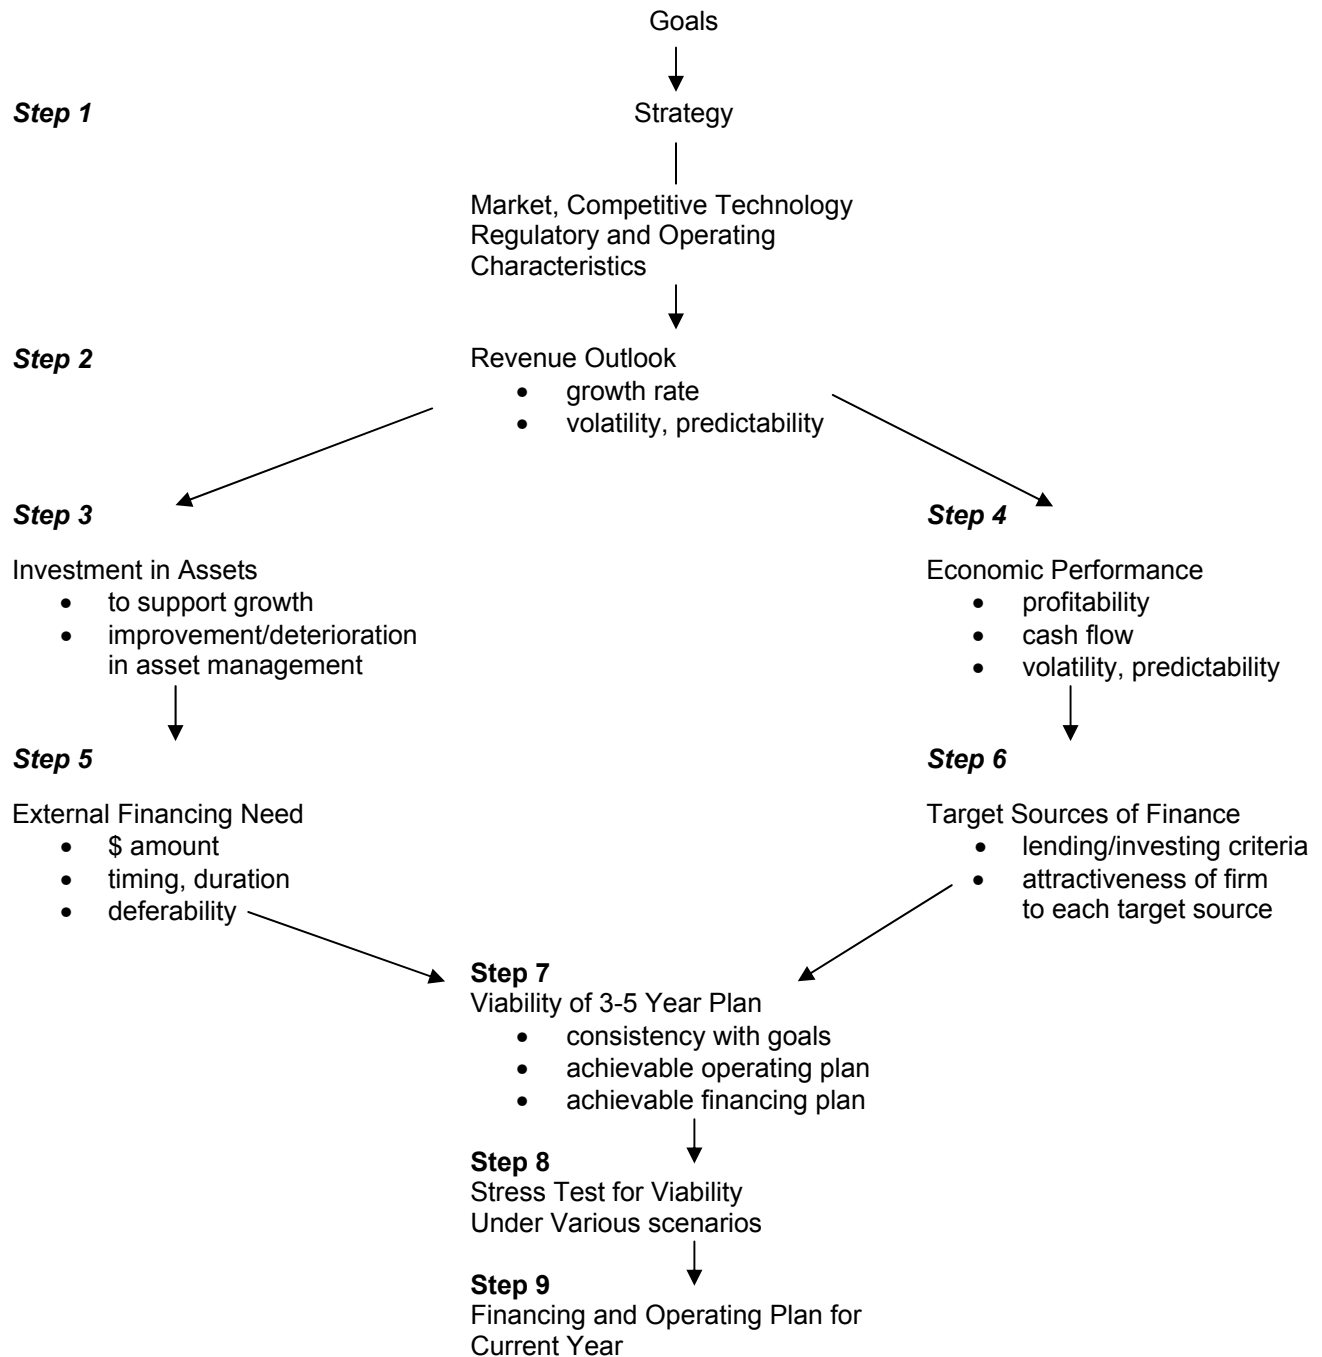 Goals
Step 1
Strategy
Market, Competitive Technology
Regulatory and Operating
Characteristics
Step 2
Revenue Outlook
• growth rate
• volatility, predictability
Step 3
Investment in Assets
• to support growth
• improvement/deterioration
in asset management
Step 4
Economic Performance
• profitability
• cash flow
• volatility, predictability
Step 5
External Financing Need
• $ amount
• timing, duration
• deferability
Step 6
Target Sources of Finance
• lending/investing criteria
• attractiveness of firm
to each target source
Step 7
Viability of 3-5 Year Plan
• consistency with goals
• achievable operating plan
• achievable financing plan
Step 8
Stress Test for Viability
Under Various scenarios
Step 9
Financing and Operating Plan for
Current Year